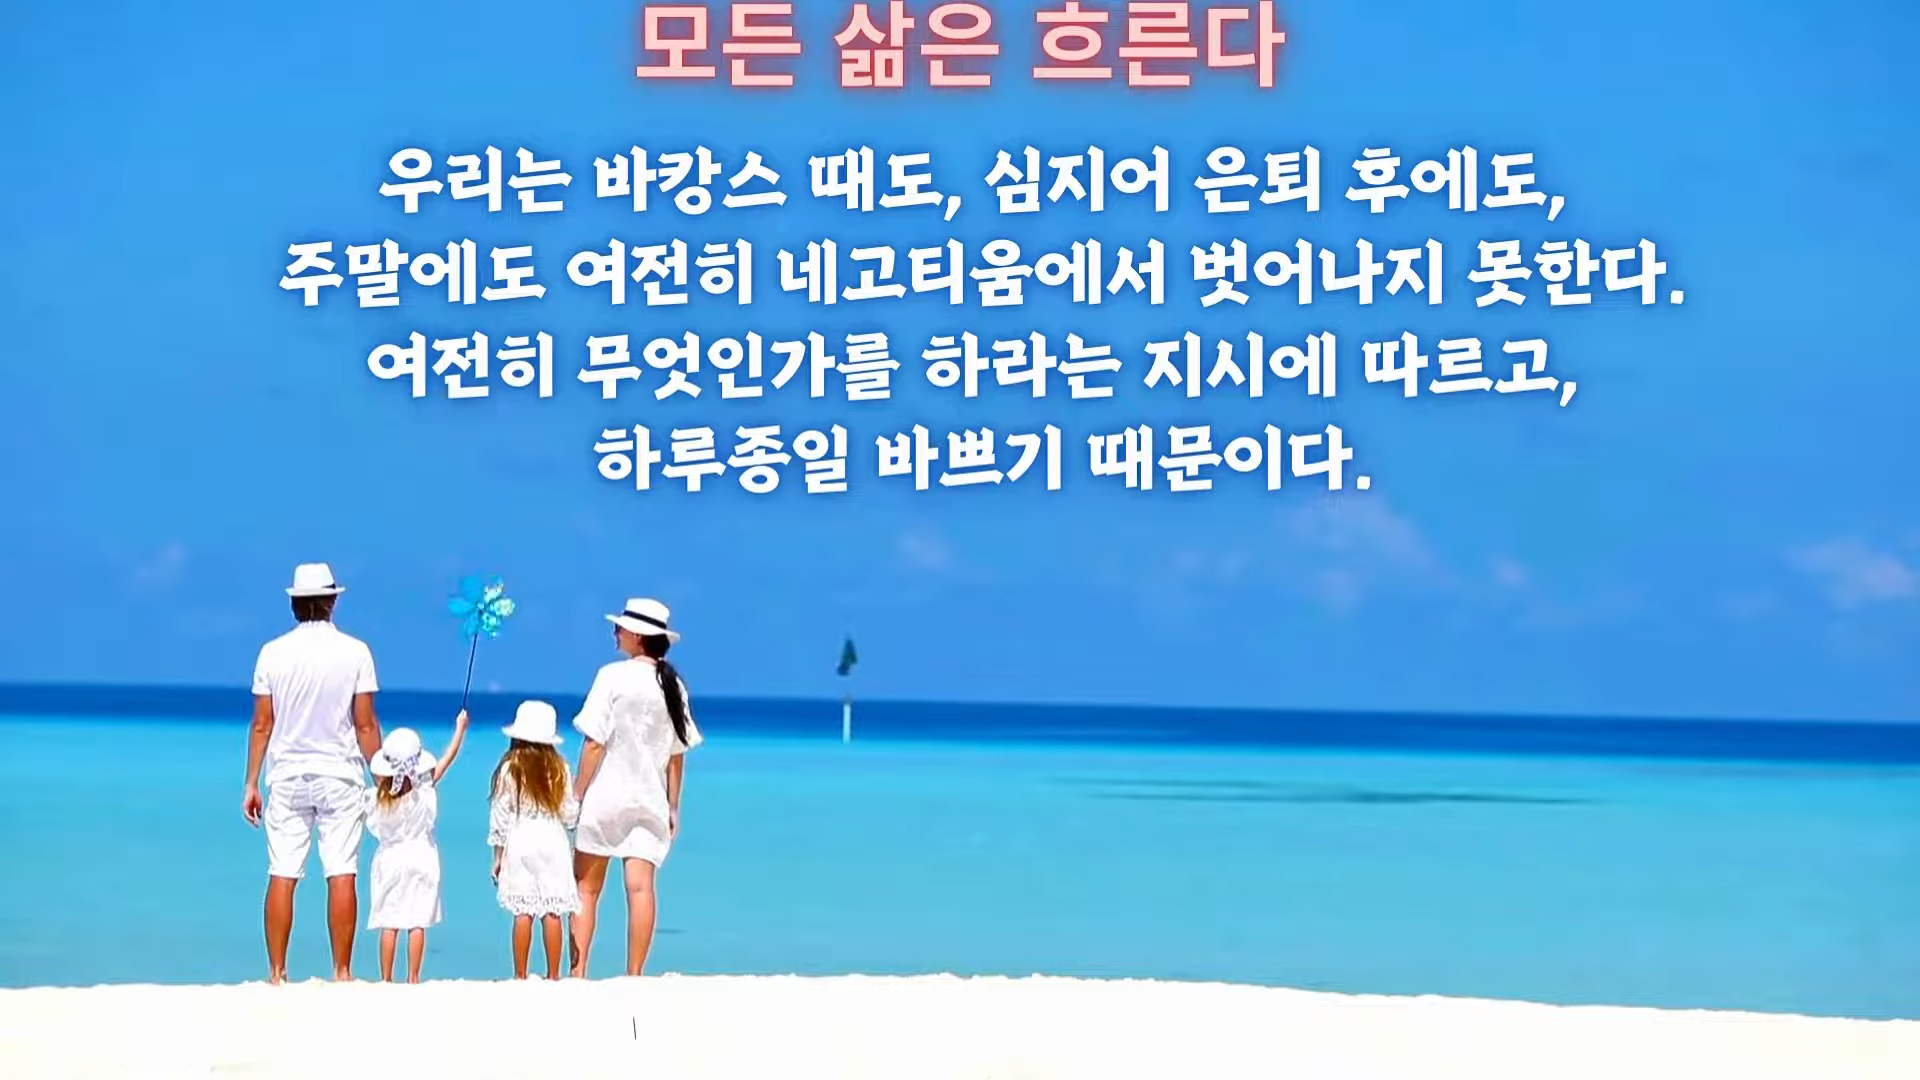 모든 삶은 흐른다
우리는 바캉스 때도, 심지어 은퇴 후에도,
주말에도 여전히 네고티움에서 벗어나지 못한다.
여전히 무엇인가를 하라는 지시에 따르고,
하루종일 바쁘기 때문이다.